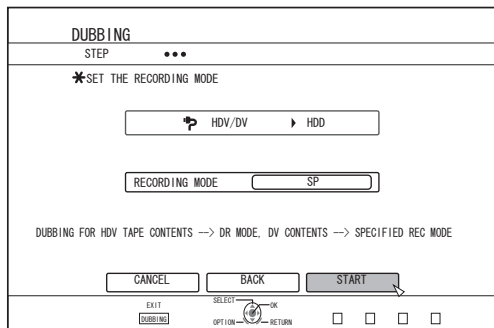 DUBBING
STEP
✱SET THE RECORDING MODE
HDV/DV ▶ HDD
RECORDING MODE SP
DUBBING FOR HDV TAPE CONTENTS --> DR MODE, DV CONTENTS --> SPECIFIED REC MODE
CANCEL BACK START
EXIT SELECT OK
DUBBING OPTION RETURN